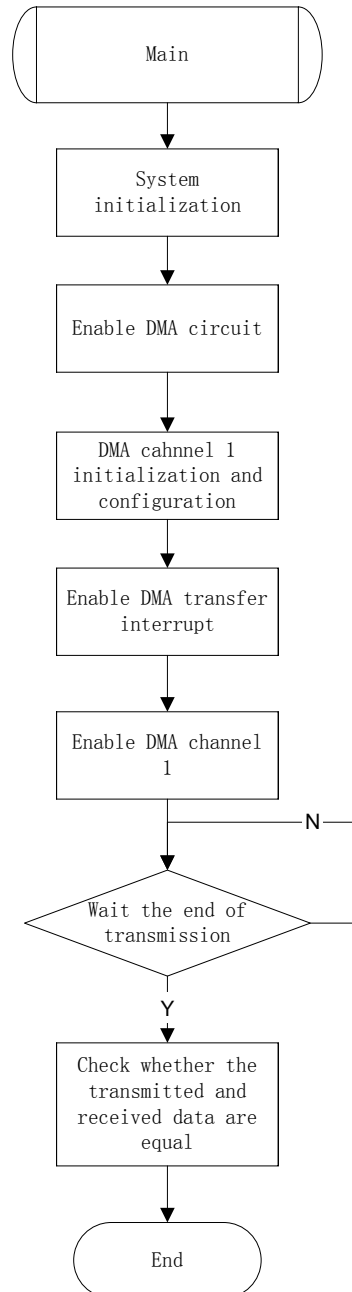 Main
System
initialization
Enable DMA circuit
DMA cahnnel 1
initialization and
configuration
Enable DMA transfer
interrupt
Enable DMA channel
1
N
Wait the end of
transmission
Y
Check whether the
transmitted and
received data are
equal
End